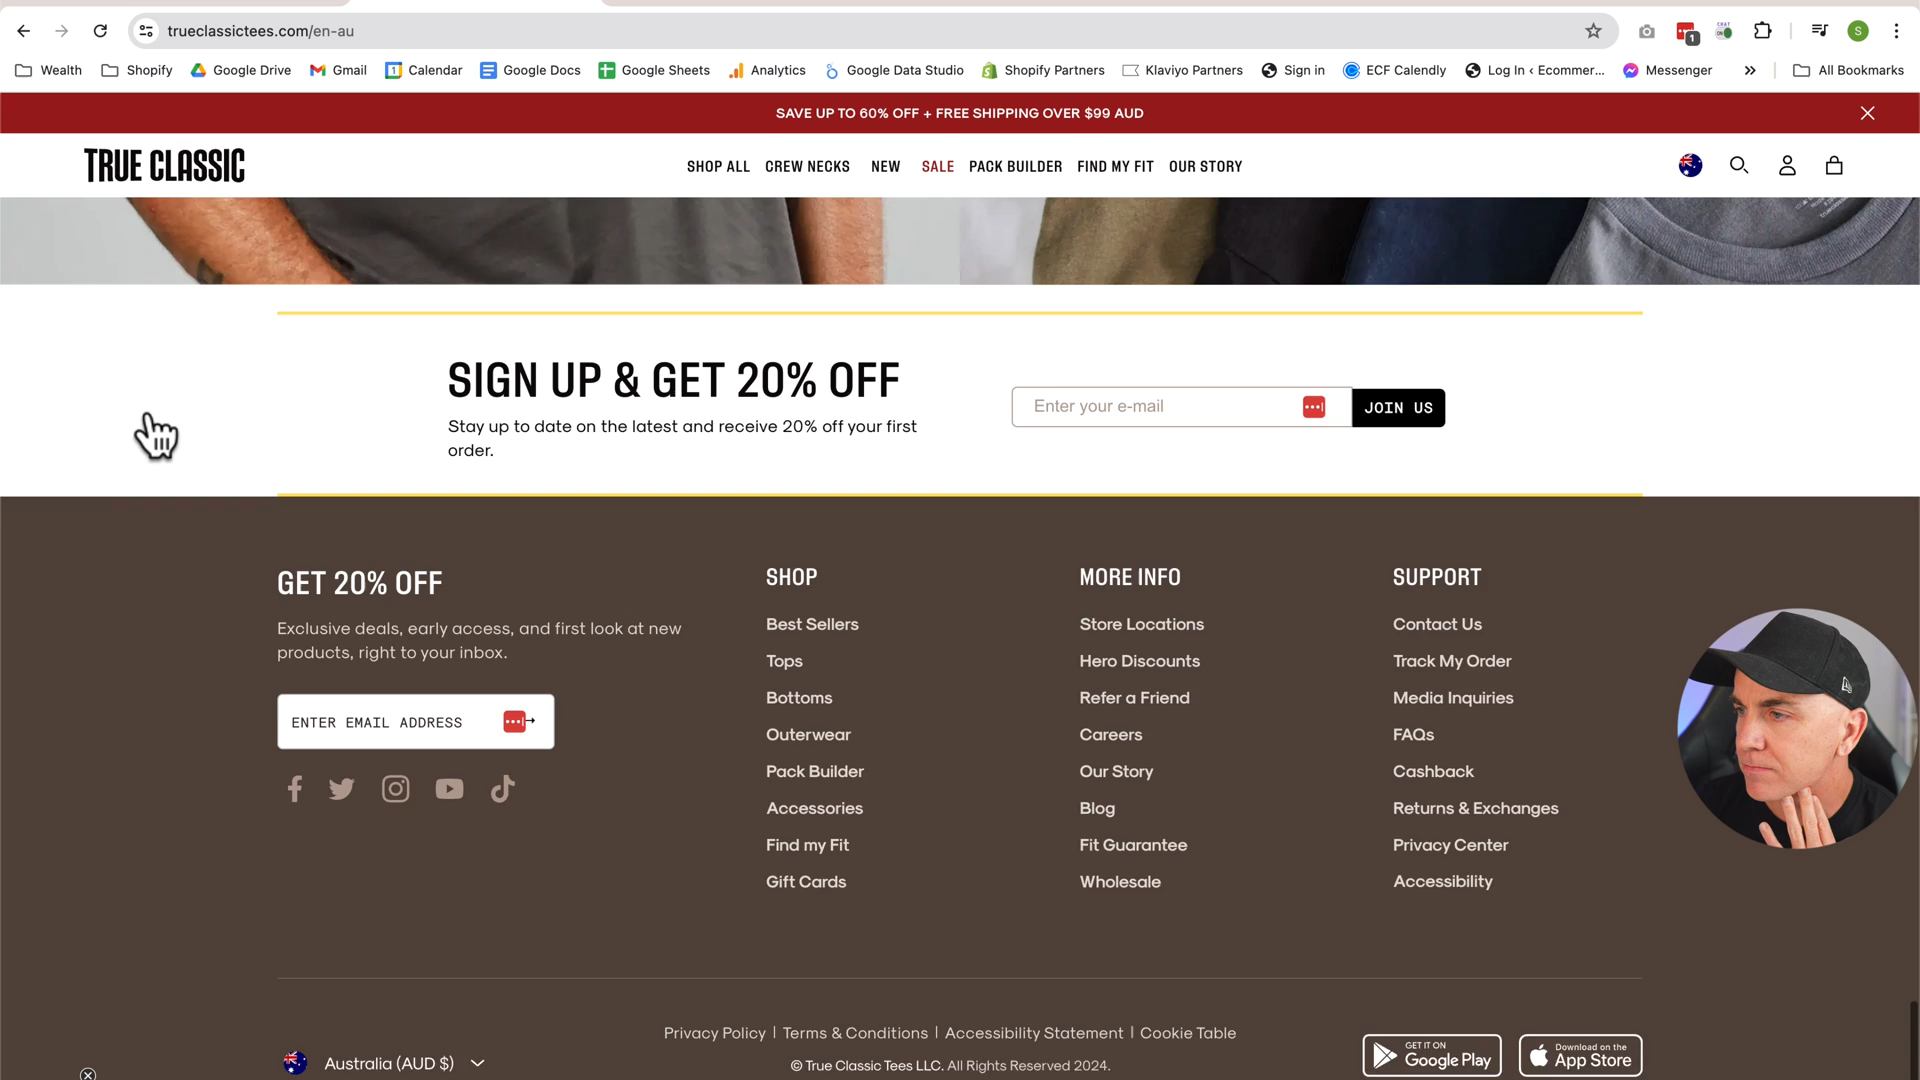 trueclassictees.com/en-au
1
CHAT
ON
S
Wealth
Shopify
Google Drive
Gmail
Calendar
Google Docs
Google Sheets
Analytics
Google Data Studio
Shopify Partners
Klaviyo Partners
Sign in
ECF Calendly
Log In ‹ Ecommer...
Messenger
All Bookmarks
SAVE UP TO 60% OFF + FREE SHIPPING OVER $99 AUD
TRUE CLASSIC
SHOP ALL
CREW NECKS
NEW
SALE
PACK BUILDER
FIND MY FIT
OUR STORY
SIGN UP & GET 20% OFF
Stay up to date on the latest and receive 20% off your first
order.
Enter your e-mail
JOIN US
GET 20% OFF
Exclusive deals, early access, and first look at new
products, right to your inbox.
ENTER EMAIL ADDRESS
SHOP
Best Sellers
Tops
Bottoms
Outerwear
Pack Builder
Accessories
Find my Fit
Gift Cards
MORE INFO
Store Locations
Hero Discounts
Refer a Friend
Careers
Our Story
Blog
Fit Guarantee
Wholesale
SUPPORT
Contact Us
Track My Order
Media Inquiries
FAQs
Cashback
Returns & Exchanges
Privacy Center
Accessibility
Australia (AUD $)
Privacy Policy | Terms & Conditions | Accessibility Statement | Cookie Table
© True Classic Tees LLC. All Rights Reserved 2024.
GET IT ON
Google Play
Download on the
App Store